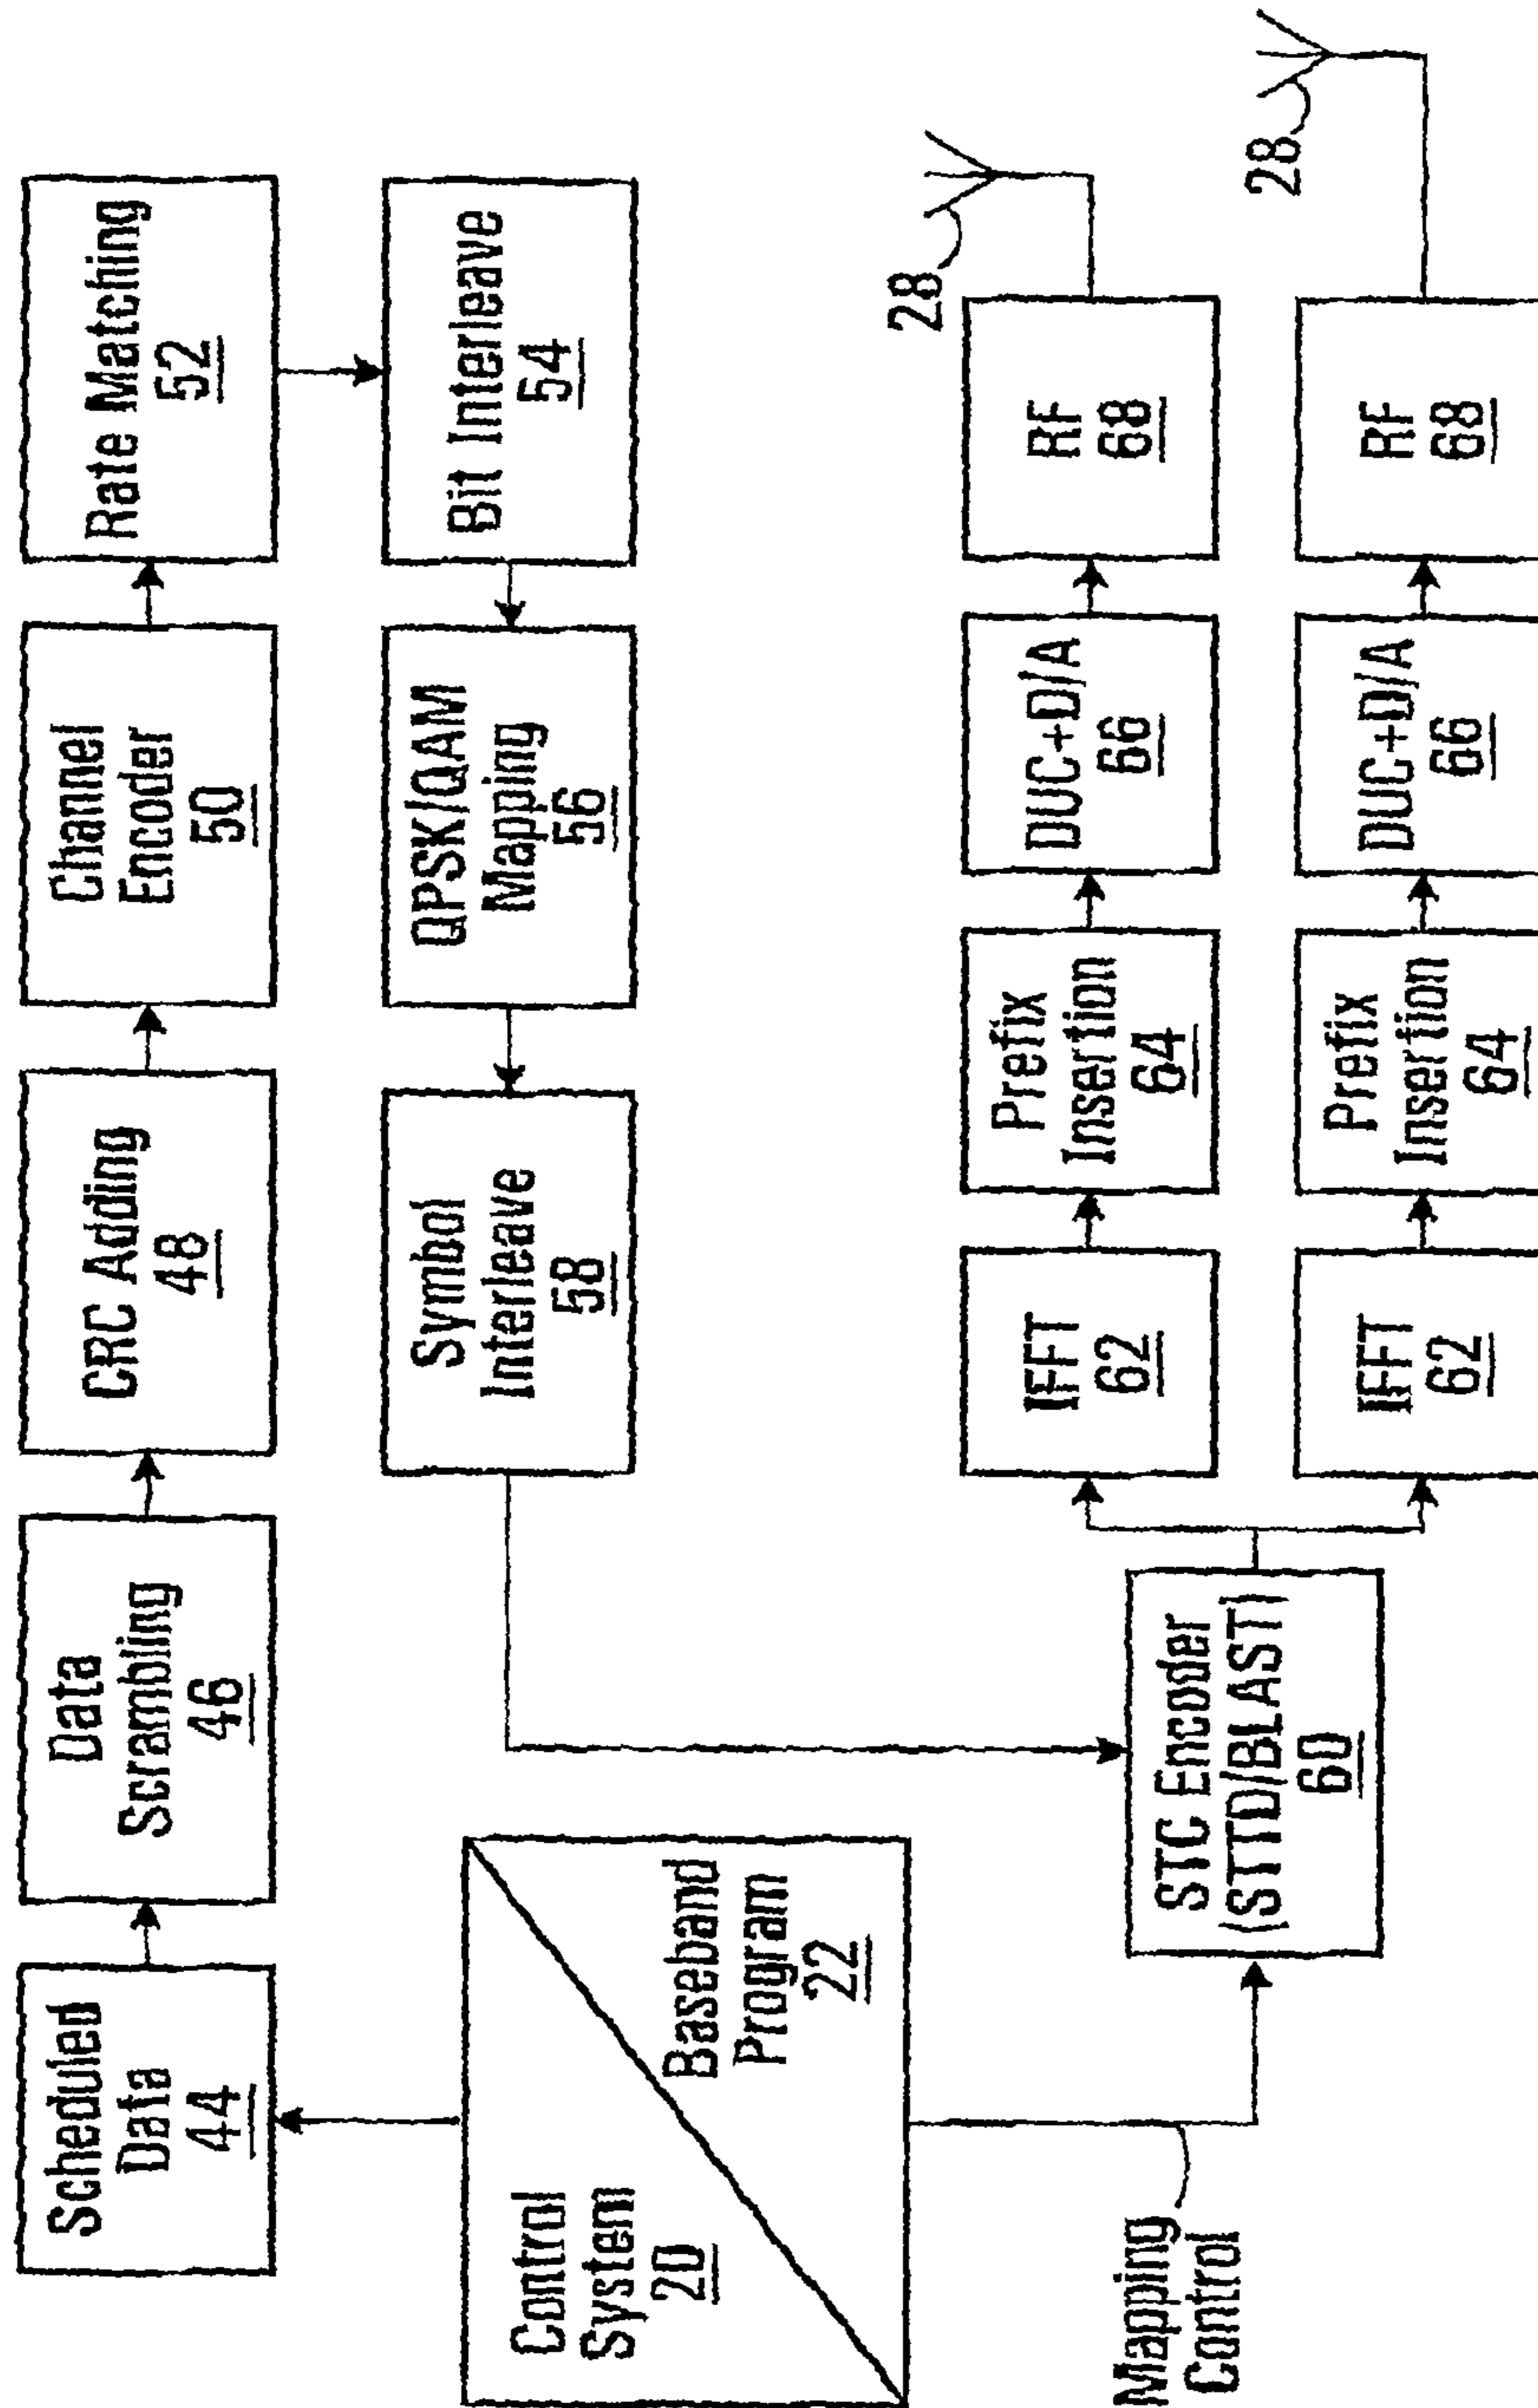 Scheduled
Data
44
Data
Scrambling
46
CRC Adding
48
Channel
Encoder
50
Rate Matching
52
Bit Interleave
54
QPSK/QAM
Mapping
56
Symbol
Interleave
58
Control
System
20
Baseband
Program
22
Mapping
Control
STC Encoder
(STTD/BLAST)
60
IFFT
62
Prefix
Insertion
64
DUC+D/A
66
RF
68
28
IFFT
62
Prefix
Insertion
64
DUC+D/A
66
RF
68
28